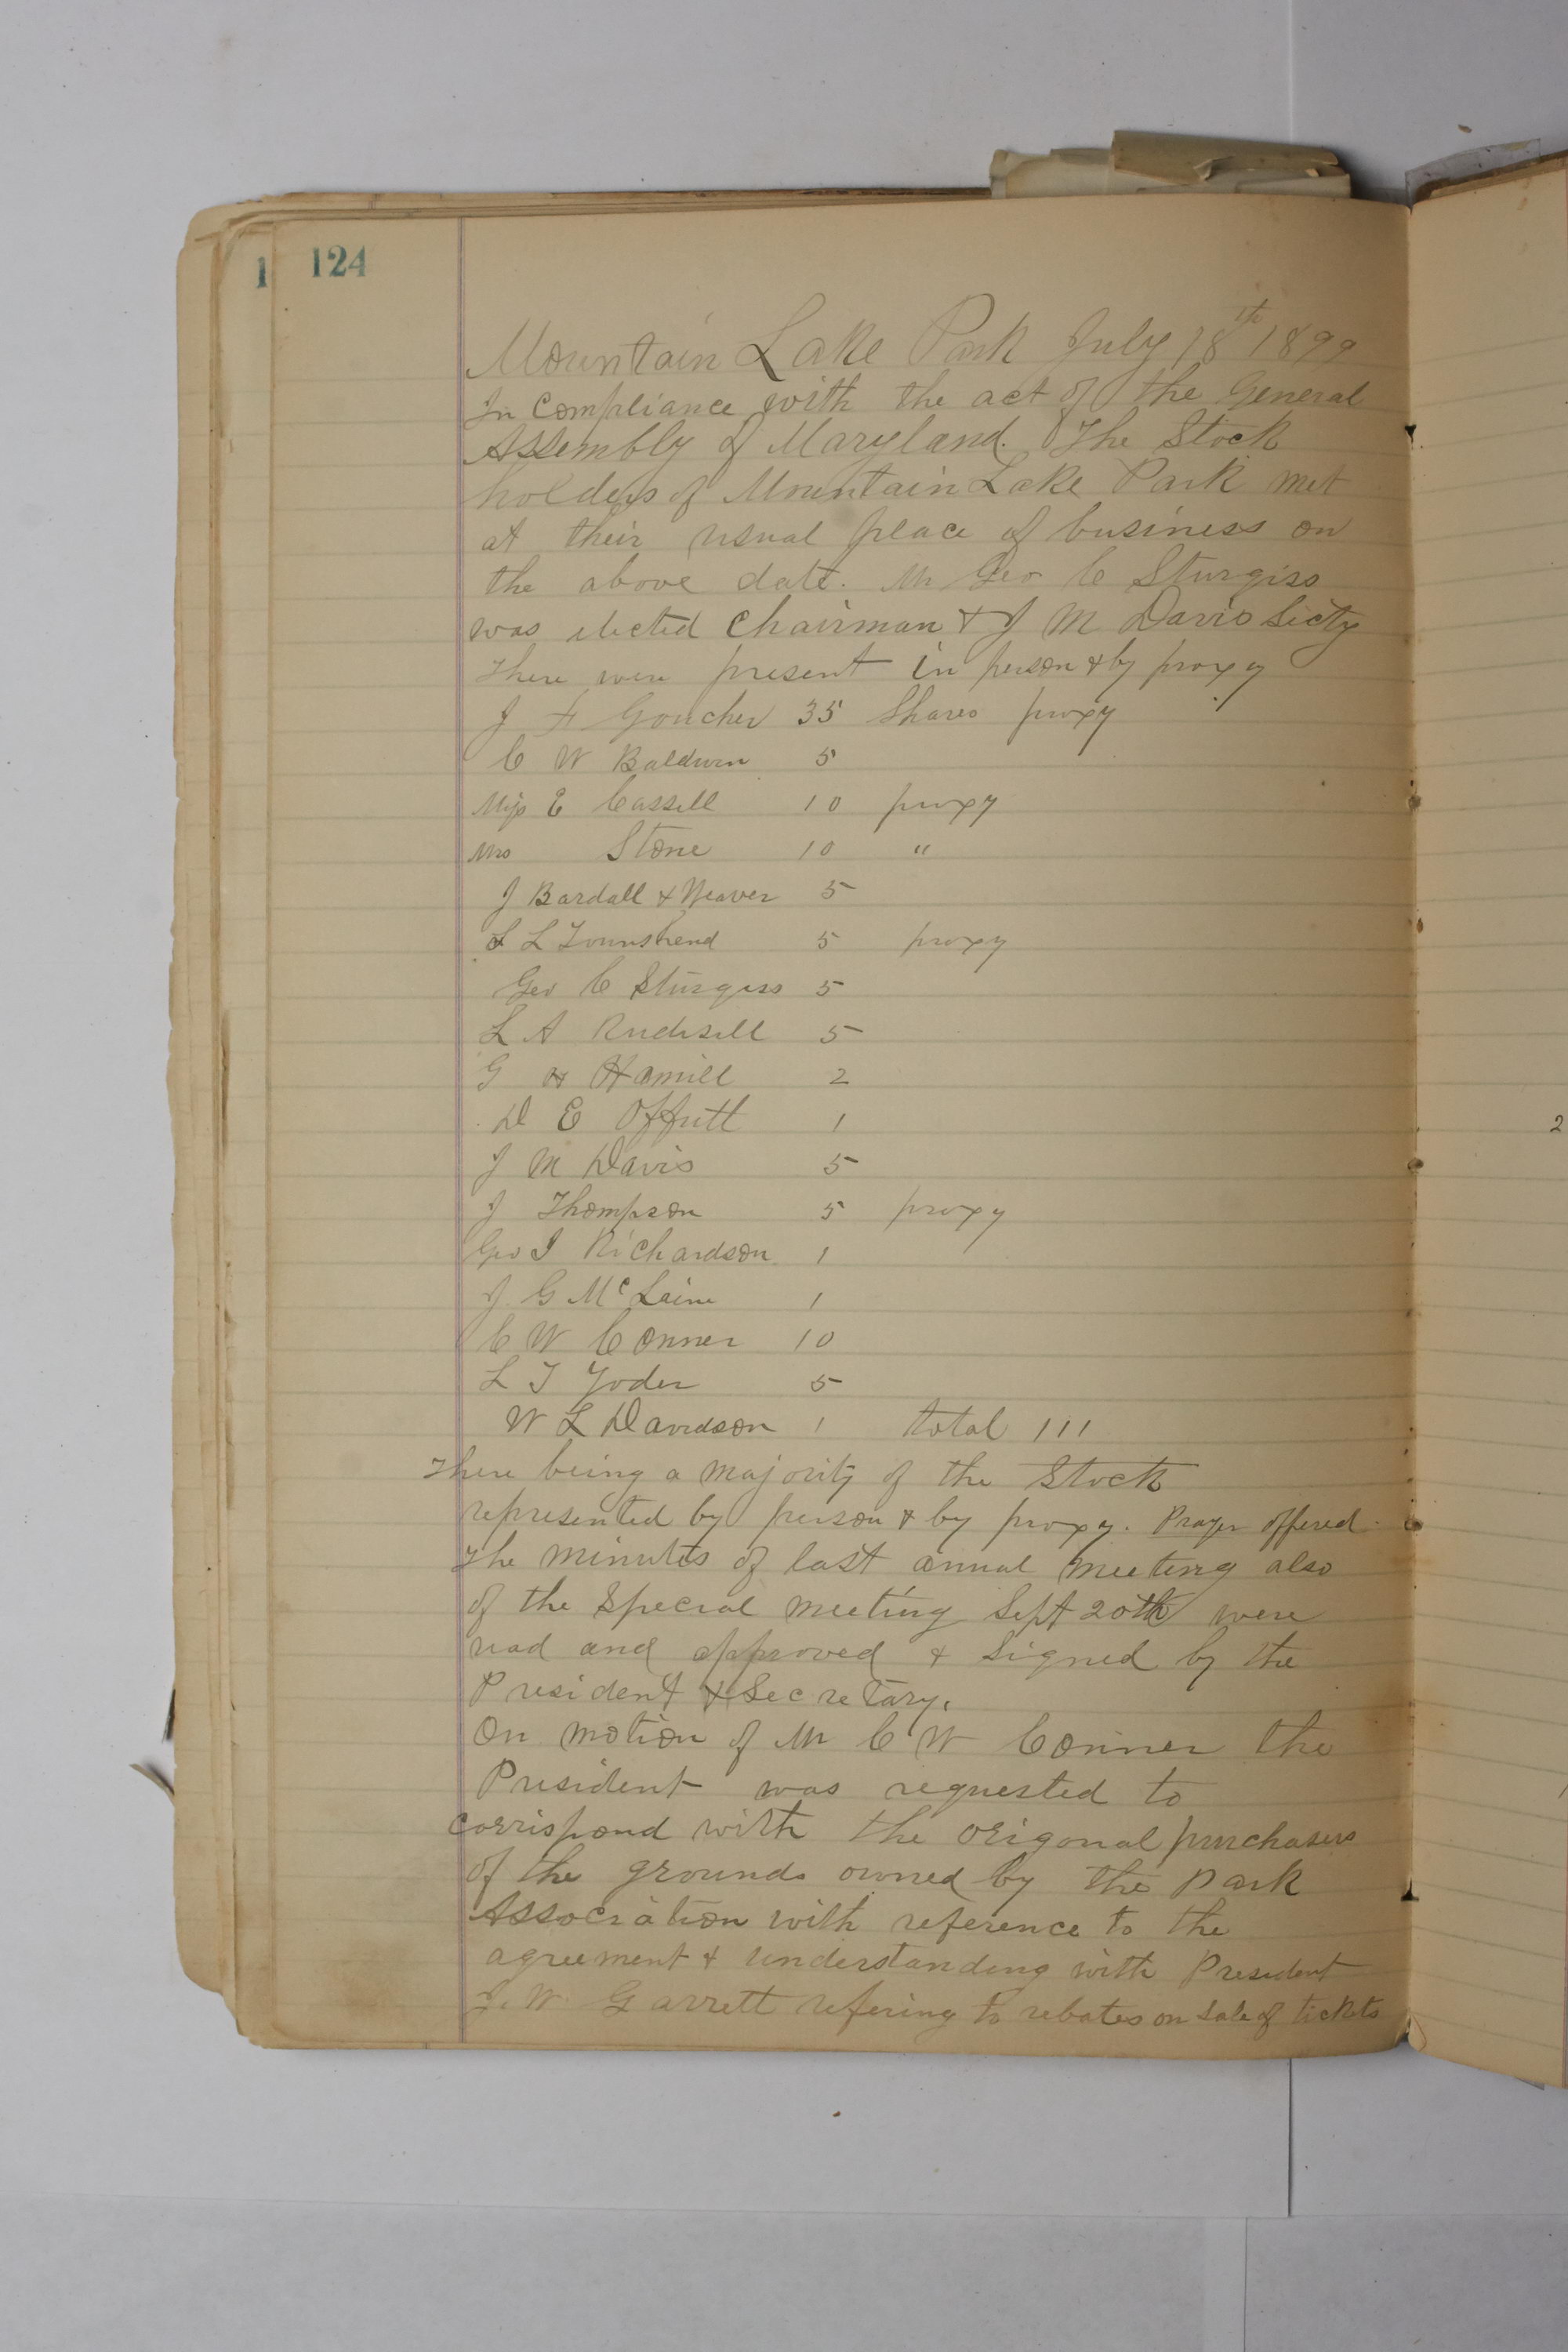 124
Mountain Lake Park July 18th 1899
In compliance with the act of the General
Assembly of Maryland. The Stock
holders of Mountain Lake Park met
at their usual place of business on
the above date. Mr Geo C Sturgiss
was elected Chairman & J M Davis Secty
There were present in person & by proxy
J F Goucher 35 Shares proxy
C W Baldwin 5
Miss E Cassell 10 proxy
Mrs Stone 10 "
J Bardall & Weaver 5
L L Townshend 5 proxy
Geo C Sturgiss 5
L A Rudisill 5
G H Hamill 2
D E Offutt 1
J M Davis 5
J Thompson 5 proxy
Geo I Richardson 1
J G McLaine 1
C W Conner 10
L T Yoder 5
W L Davidson 1 total 111
There being a majority of the Stock
represented by person & by proxy. Prayer offered.
The minutes of last annual meeting also
of the Special meeting Sept 20th were
read and approved & signed by the
President & Secretary.
On motion of Mr C W Conner the
President was requested to
corrispond with the origonal purchasers
of the grounds owned by the Park
Association with reference to the
agreement & understanding with President
J. W. Garrett refering to rebates on sale of tickets
2